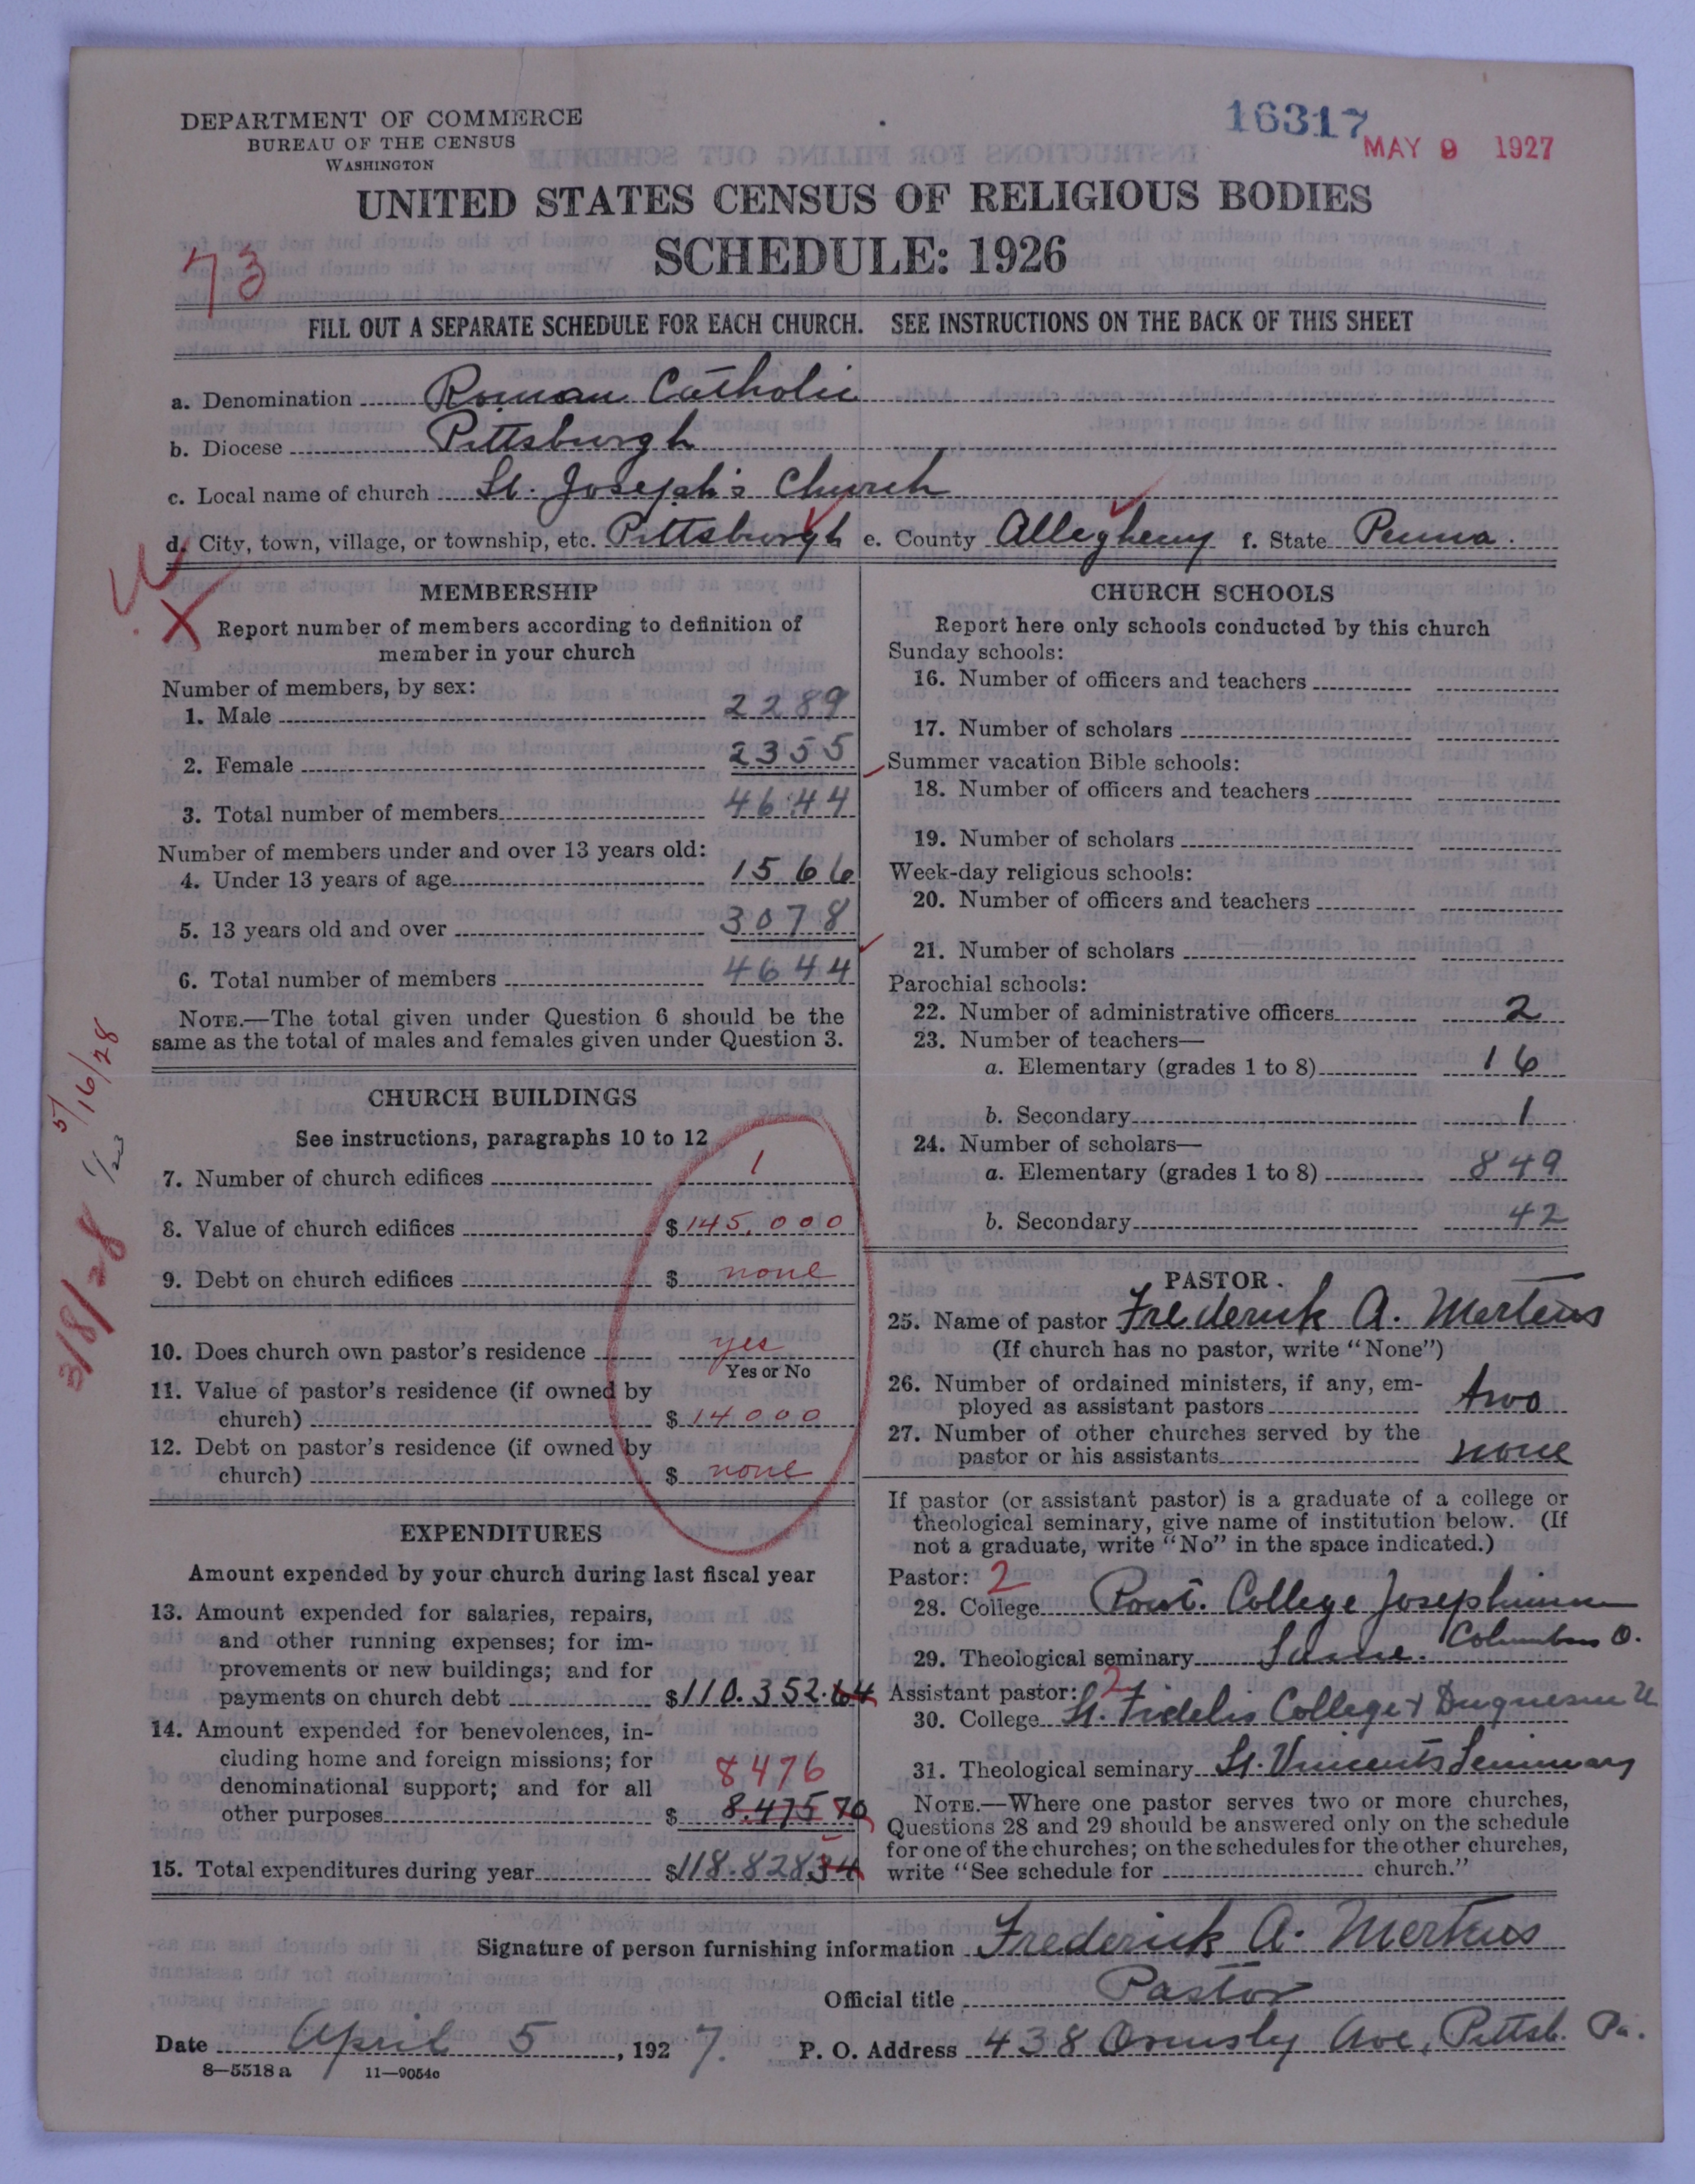 DEPARTMENT OF COMMERCE
BUREAU OF THE CENSUS
WASHINGTON
16317
MAY 9 1927
UNITED STATES CENSUS OF RELIGIOUS BODIES
SCHEDULE: 1926
73
FILL OUT A SEPARATE SCHEDULE FOR EACH CHURCH. SEE INSTRUCTIONS ON THE BACK OF THIS SHEET
a. Denomination Roman Catholic
b. Diocese Pittsburgh
c. Local name of church St. Joseph's Church
d. City, town, village, or township, etc. Pittsburgh e. County Allegheny f. State Penna.
MEMBERSHIP
X Report number of members according to definition of
member in your church
Number of members, by sex:
1. Male 2289
2. Female 2355
3. Total number of members 4644
Number of members under and over 13 years old:
4. Under 13 years of age 1566
5. 13 years old and over 3078
6. Total number of members 4644
NOTE.—The total given under Question 6 should be the
same as the total of males and females given under Question 3.
CHURCH BUILDINGS
See instructions, paragraphs 10 to 12
7. Number of church edifices 1
8. Value of church edifices $ 145,000
9. Debt on church edifices $ none
10. Does church own pastor's residence yes
Yes or No
11. Value of pastor's residence (if owned by
church) $ 14000
12. Debt on pastor's residence (if owned by
church) $ none
5/16/28
3/8/28
EXPENDITURES
Amount expended by your church during last fiscal year
13. Amount expended for salaries, repairs,
and other running expenses; for im-
provements or new buildings; and for
payments on church debt $110.352.64
14. Amount expended for benevolences, in-
cluding home and foreign missions; for
denominational support; and for all
8476
other purposes $ 8.475 70
15. Total expenditures during year $118.828 34
CHURCH SCHOOLS
Report here only schools conducted by this church
Sunday schools:
16. Number of officers and teachers
17. Number of scholars
Summer vacation Bible schools:
18. Number of officers and teachers
19. Number of scholars
Week-day religious schools:
20. Number of officers and teachers
21. Number of scholars
Parochial schools:
22. Number of administrative officers 2
23. Number of teachers—
a. Elementary (grades 1 to 8) 16
b. Secondary 1
24. Number of scholars—
a. Elementary (grades 1 to 8) 849
b. Secondary 42
PASTOR
25. Name of pastor Frederick A. Mertens
(If church has no pastor, write "None")
26. Number of ordained ministers, if any, em-
ployed as assistant pastors two
27. Number of other churches served by the
pastor or his assistants none
If pastor (or assistant pastor) is a graduate of a college or
theological seminary, give name of institution below. (If
not a graduate, write "No" in the space indicated.)
Pastor: 2
28. College Pont. College Josephinum
Columbus O.
29. Theological seminary Same.
Assistant pastor: 2
30. College St. Fidelis College + Duquesne U
31. Theological seminary St. Vincents Seminary
NOTE.—Where one pastor serves two or more churches,
Questions 28 and 29 should be answered only on the schedule
for one of the churches; on the schedules for the other churches,
write "See schedule for church."
Signature of person furnishing information Frederick A. Mertens
Official title Pastor
Date April 5, 1927. P. O. Address 438 Ormsby Ave, Pittsb. Pa.
8—5518 a 11—9054c